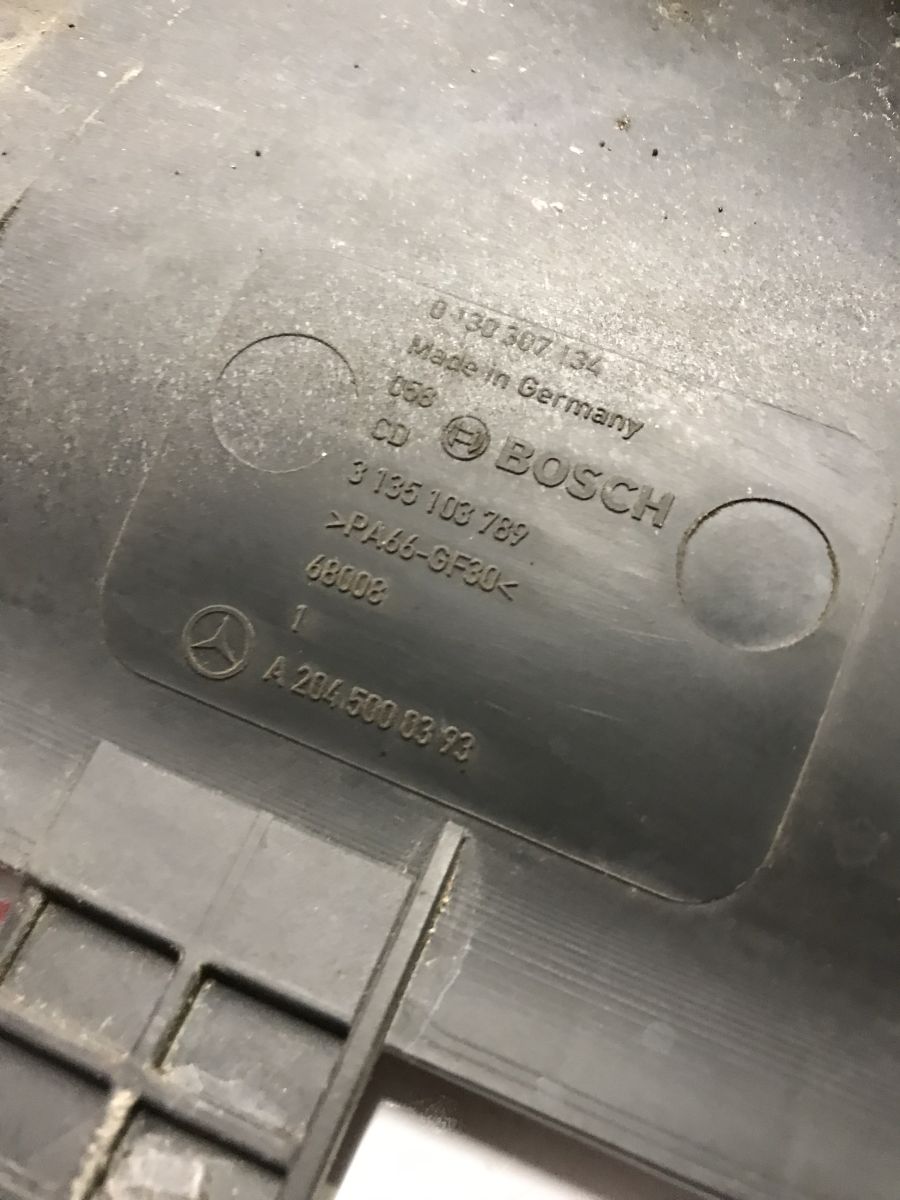 0 130 307 134
Made in Germany
058
CD BOSCH
3 135 103 789
>PA66-GF30<
68008
1
A 204 500 03 93